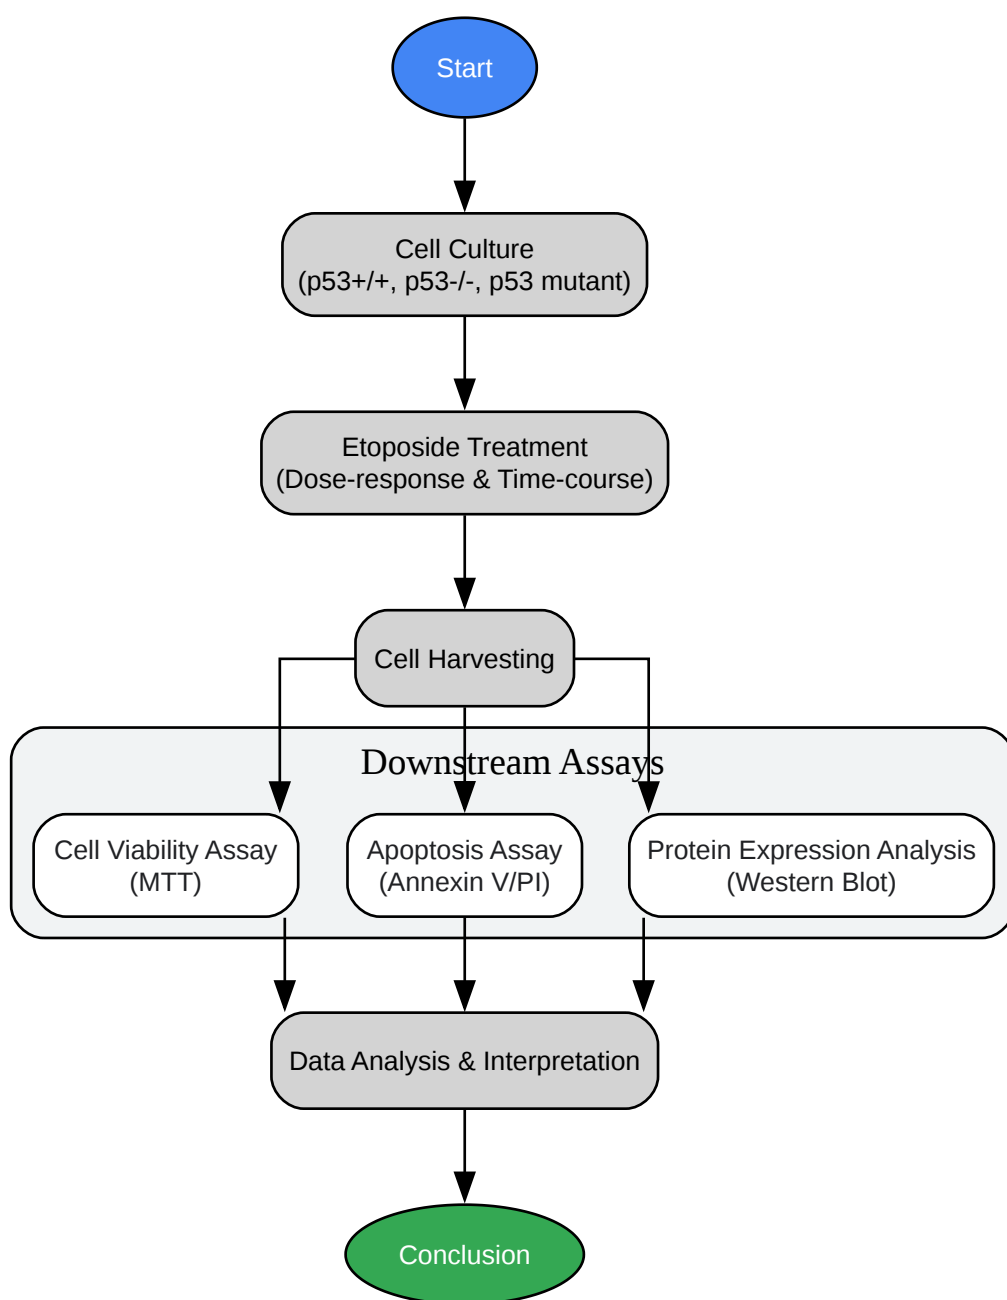 Start
Cell Culture
(p53+/+, p53-/-, p53 mutant)
Etoposide Treatment
(Dose-response & Time-course)
Cell Harvesting
Downstream Assays
Cell Viability Assay
(MTT)
Apoptosis Assay
(Annexin V/PI)
Protein Expression Analysis
(Western Blot)
Data Analysis & Interpretation
Conclusion